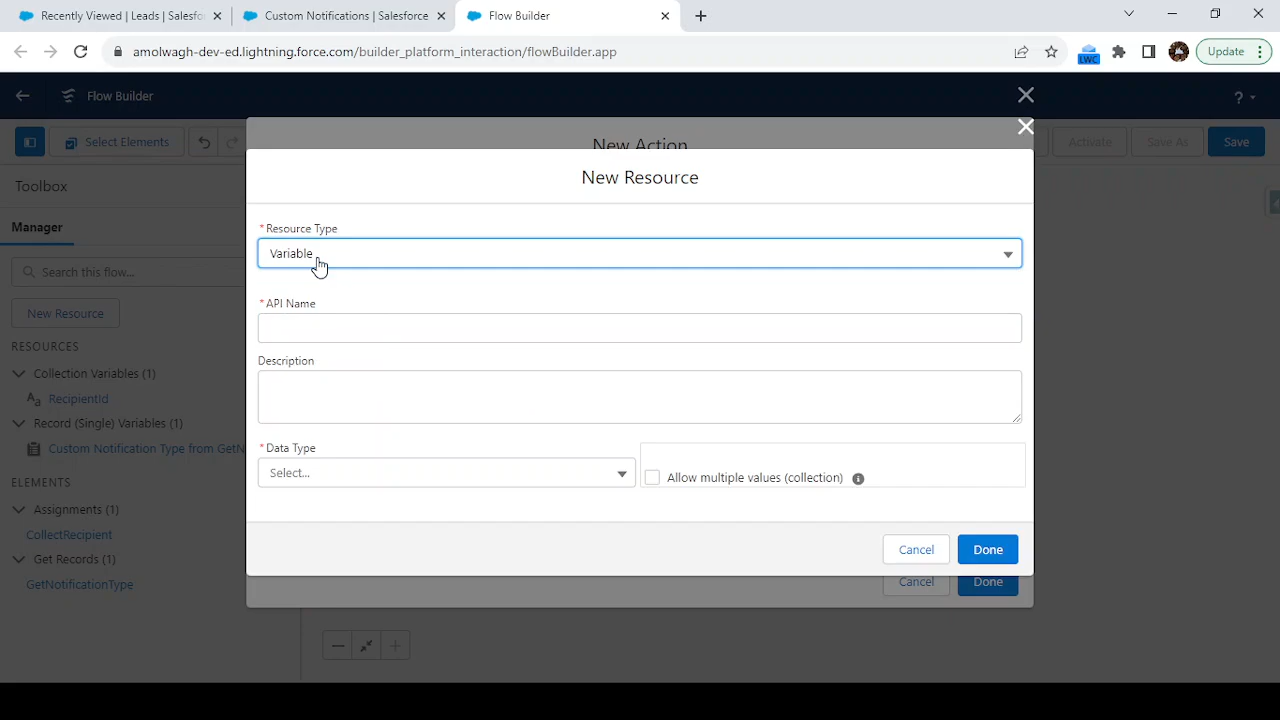 Recently Viewed | Leads | Salesfo
Custom Notifications | Salesforce
Flow Builder
amolwagh-dev-ed.lightning.force.com/builder_platform_interaction/flowBuilder.app
LWC
Update
Flow Builder
?
Select Elements
New Action
Activate
Save As
Save
Toolbox
New Resource
Manager
* Resource Type
Variable
Search this flow...
* API Name
New Resource
RESOURCES
Description
Collection Variables (1)
Aa RecipientId
Record (Single) Variables (1)
Custom Notification Type from GetN
* Data Type
Select...
Allow multiple values (collection)
ELEMENTS
Assignments (1)
CollectRecipient
Get Records (1)
GetNotificationType
Cancel
Done
Cancel
Done